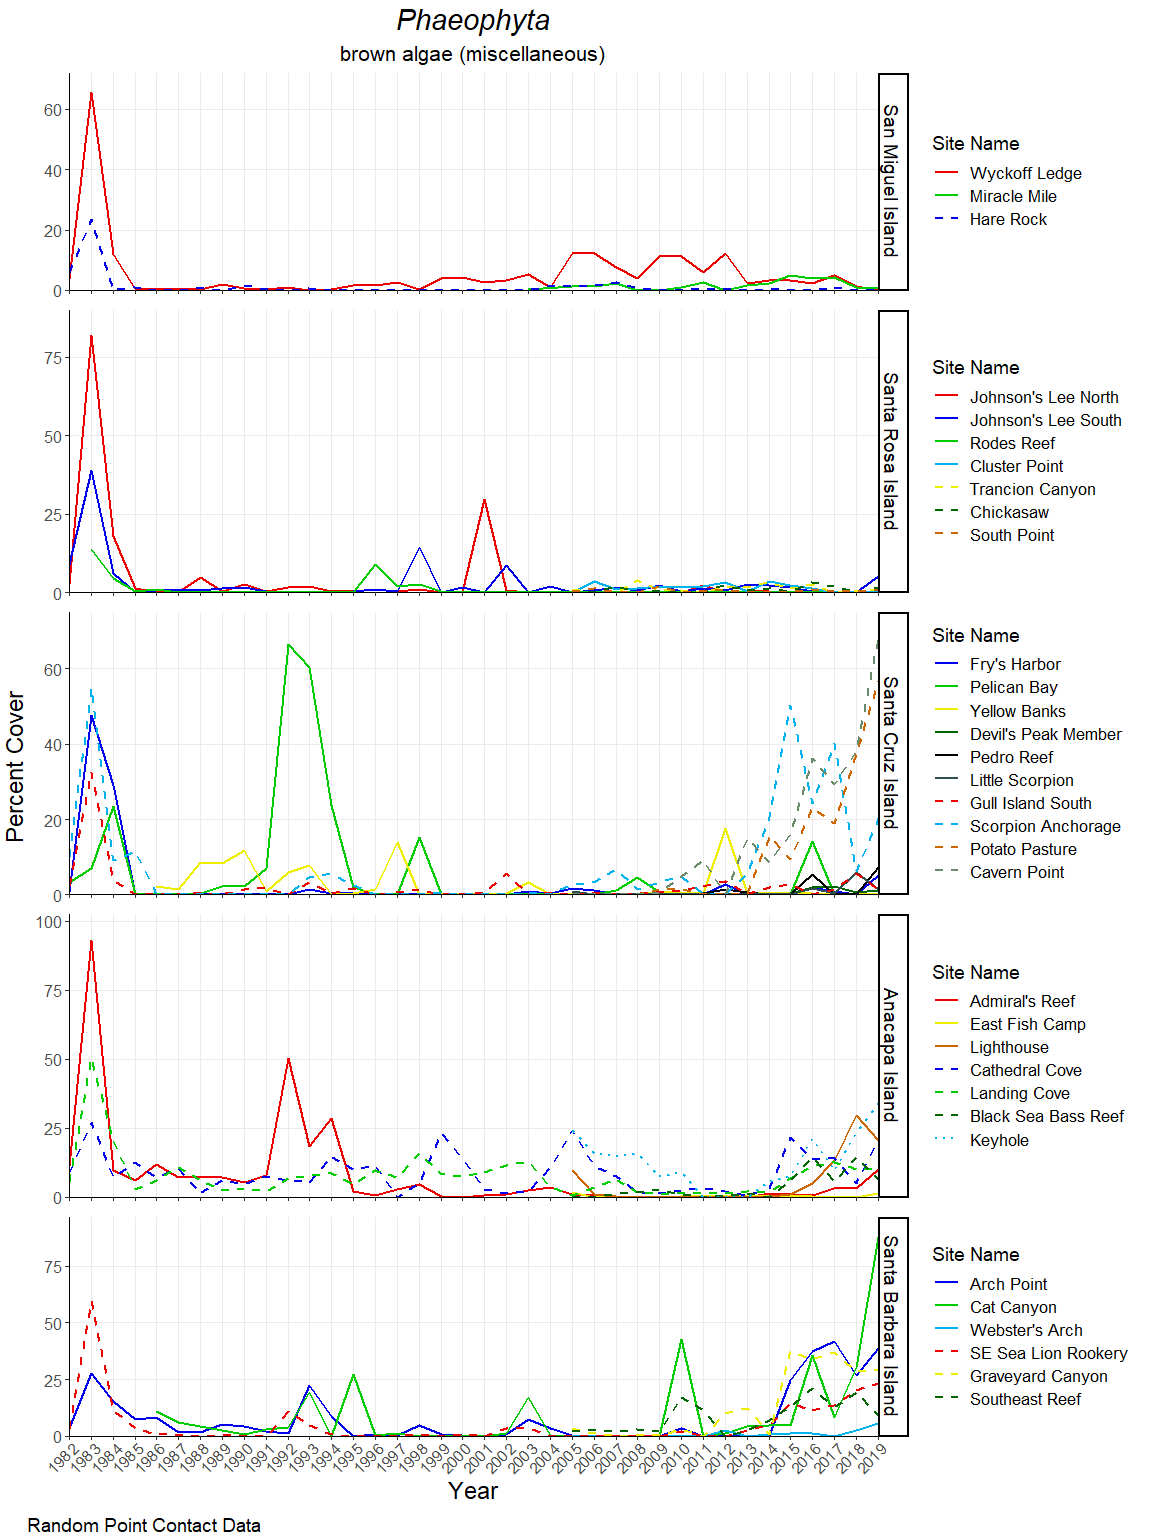 Phaeophyta
brown algae (miscellaneous)
Percent Cover
60
40
20
0
San Miguel Island
Site Name
Wyckoff Ledge
Miracle Mile
Hare Rock
75
50
25
0
Santa Rosa Island
Site Name
Johnson's Lee North
Johnson's Lee South
Rodes Reef
Cluster Point
Trancion Canyon
Chickasaw
South Point
60
40
20
0
Santa Cruz Island
Site Name
Fry's Harbor
Pelican Bay
Yellow Banks
Devil's Peak Member
Pedro Reef
Little Scorpion
Gull Island South
Scorpion Anchorage
Potato Pasture
Cavern Point
100
75
50
25
0
Anacapa Island
Site Name
Admiral's Reef
East Fish Camp
Lighthouse
Cathedral Cove
Landing Cove
Black Sea Bass Reef
Keyhole
75
50
25
0
Santa Barbara Island
Site Name
Arch Point
Cat Canyon
Webster's Arch
SE Sea Lion Rookery
Graveyard Canyon
Southeast Reef
1982 1983 1984 1985 1986 1987 1988 1989 1990 1991 1992 1993 1994 1995 1996 1997 1998 1999 2000 2001 2002 2003 2004 2005 2006 2007 2008 2009 2010 2011 2012 2013 2014 2015 2016 2017 2018 2019
Year
Random Point Contact Data